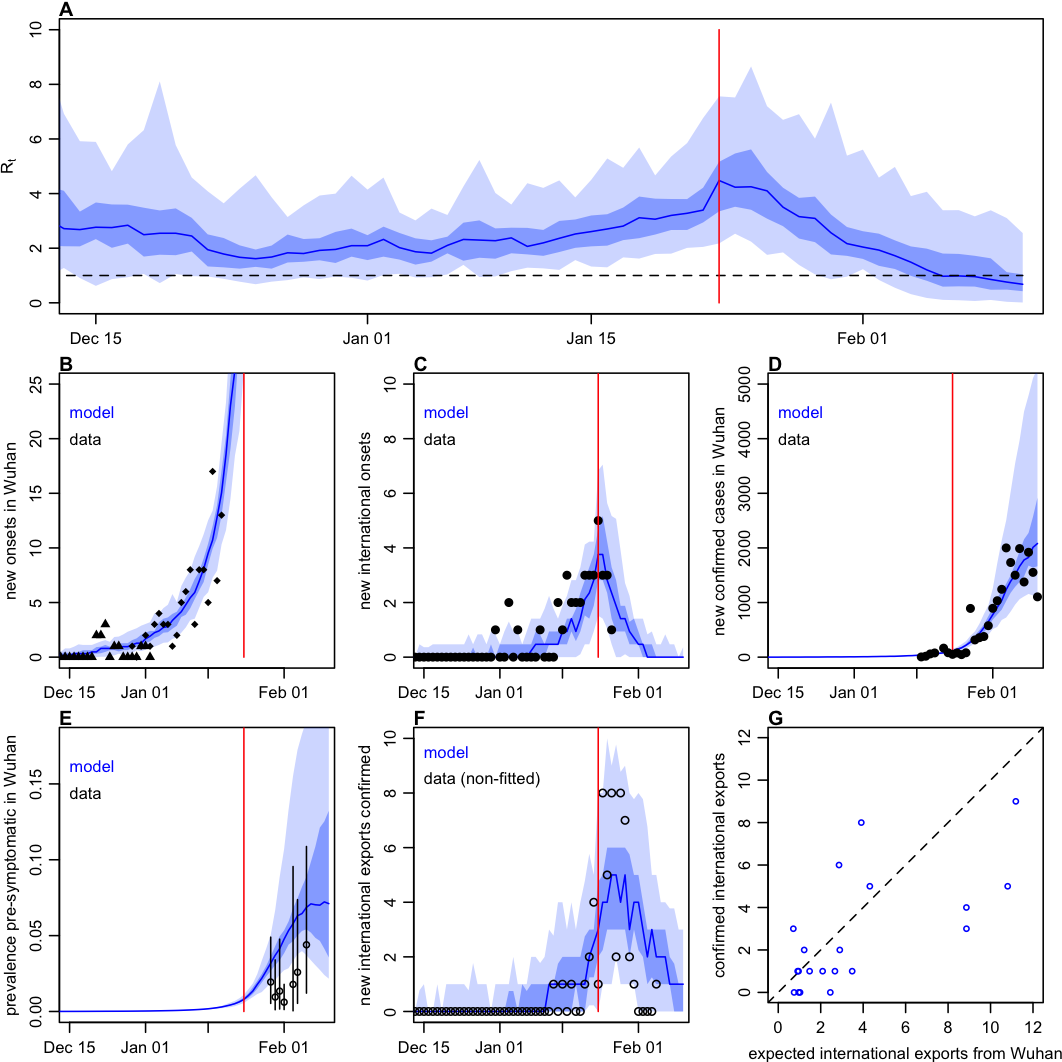 A
10
8
6
4
2
0
Rt
Dec 15
Jan 01
Jan 15
Feb 01
B
25
20
15
10
5
0
new onsets in Wuhan
model
data
Dec 15
Jan 01
Feb 01
C
10
8
6
4
2
0
new international onsets
model
data
Dec 15
Jan 01
Feb 01
D
5000
4000
3000
2000
1000
0
new confirmed cases in Wuhan
model
data
Dec 15
Jan 01
Feb 01
E
0.15
0.10
0.05
0.00
prevalence pre-symptomatic in Wuhan
model
data
Dec 15
Jan 01
Feb 01
F
10
8
6
4
2
0
new international exports confirmed
model
data (non-fitted)
Dec 15
Jan 01
Feb 01
G
12
10
8
6
4
2
0
confirmed international exports
0 2 4 6 8 10 12
expected international exports from Wuhan